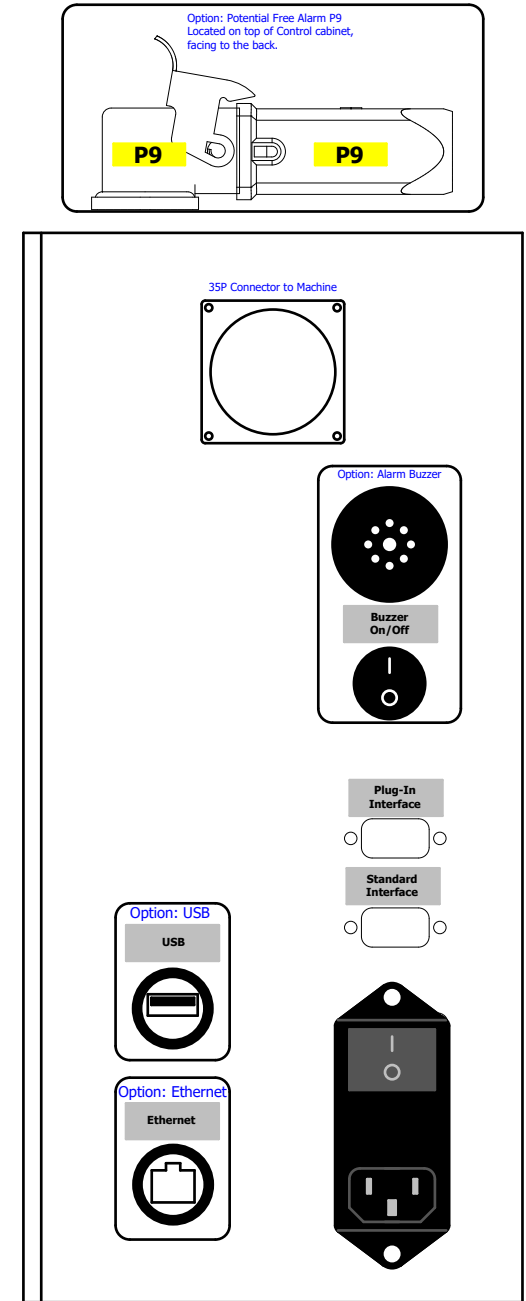 Option: Potential Free Alarm P9
Located on top of Control cabinet,
facing to the back.
P9
P9
35P Connector to Machine
Option: Alarm Buzzer
Buzzer
On/Off
Plug-In
Interface
Standard
Interface
Option: USB
USB
Option: Ethernet
Ethernet